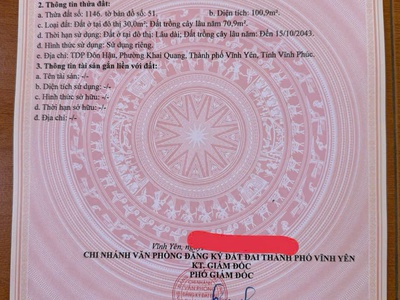 2. Thông tin thửa đất:
a. Thửa đất số: 1146, tờ bản đồ số: 51, b. Diện tích: 100,9m²
c. Loại đất: Đất ở tại đô thị 30,0m²; Đất trồng cây lâu năm 70,9m².
d. Thời hạn sử dụng: Đất ở tại đô thị: Lâu dài; Đất trồng cây lâu năm: Đến 15/10/2043.
đ. Hình thức sử dụng: Sử dụng riêng.
e. Địa chỉ: TDP Đôn Hậu, Phường Khai Quang, Thành phố Vĩnh Yên, Tỉnh Vĩnh Phúc.
3. Thông tin tài sản gắn liền với đất:
a. Tên tài sản: -/-
b. Diện tích sử dụng: -/-
c. Hình thức sở hữu: -/-
d. Thời hạn sở hữu: -/-
đ. Địa chỉ: -/-
Vĩnh Yên,
CHI NHÁNH VĂN PHÒNG ĐĂNG KÝ ĐẤT ĐAI THÀNH PHỐ VĨNH YÊN
KT. GIÁM ĐỐC
PHÓ GIÁM ĐỐC
CHI NHÁNH
VĂN PHÒNG